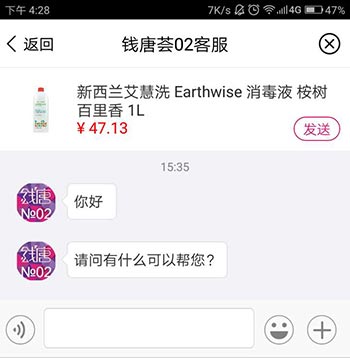 下午4:28 7K/s 4G 47%
返回 钱唐荟02客服
新西兰艾慧洗 Earthwise 消毒液 桉树
百里香 1L
¥ 47.13 发送
15:35
钱唐 №02 你好
钱唐 №02 请问有什么可以帮您?